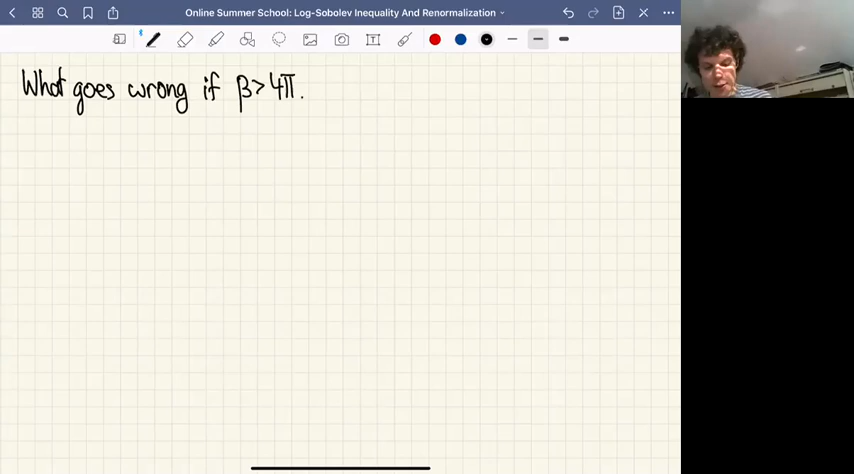 Online Summer School: Log-Sobolev Inequality And Renormalization
What goes wrong if β > 4π.